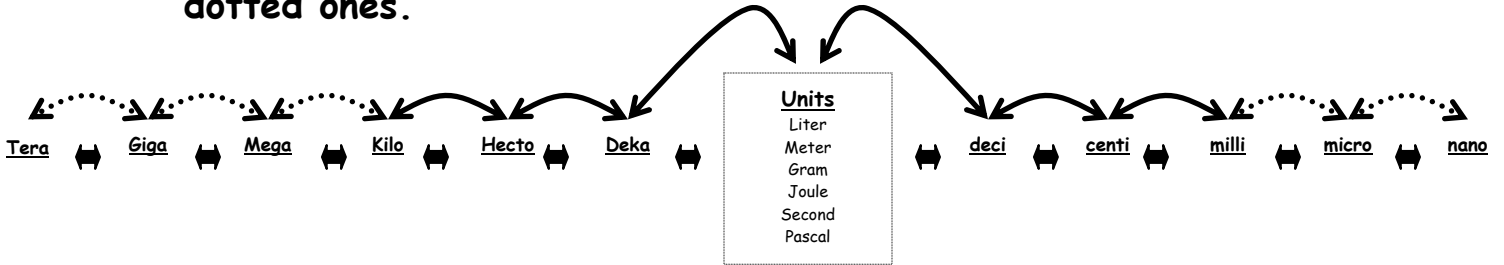 dotted ones.
Tera Giga Mega Kilo Hecto Deka
Units
Liter
Meter
Gram
Joule
Second
Pascal
deci centi milli micro nano